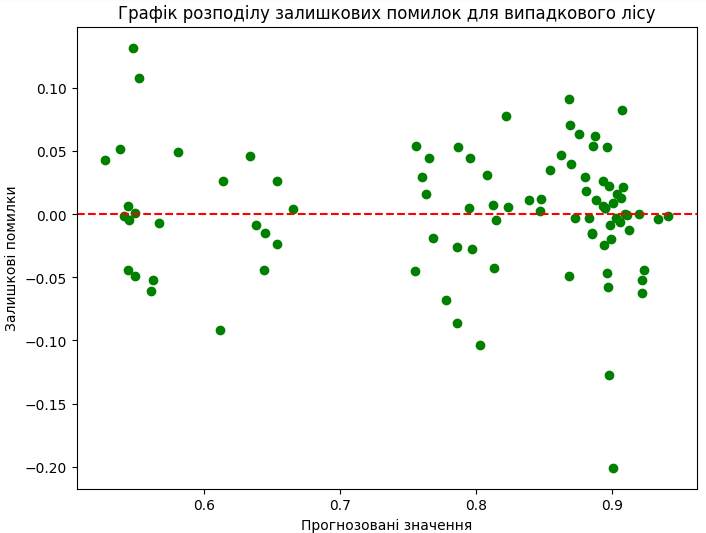 Графік розподілу залишкових помилок для випадкового лісу
Залишкові помилки
0.10
0.05
0.00
−0.05
−0.10
−0.15
−0.20
0.6 0.7 0.8 0.9
Прогнозовані значення